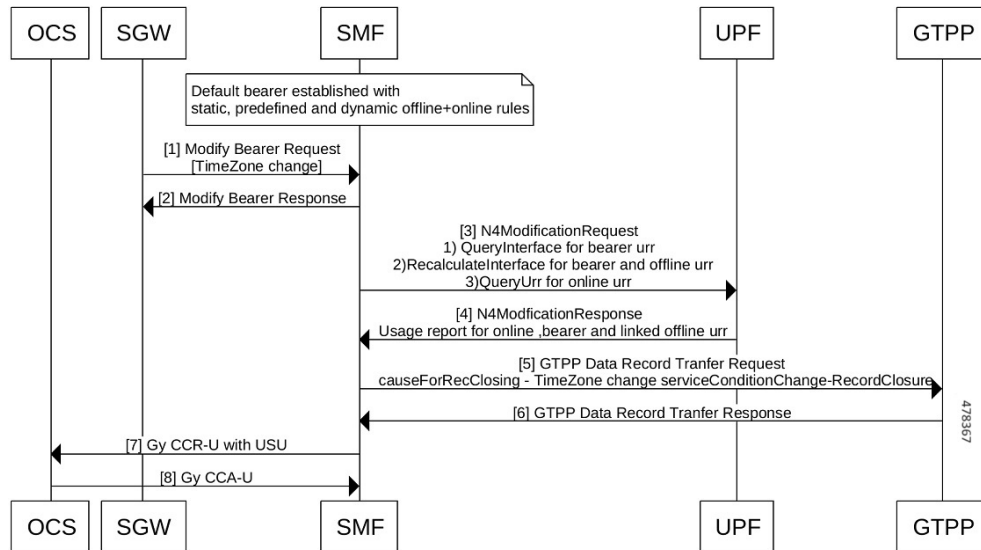 OCS SGW SMF UPF GTPP
Default bearer established with
static, predefined and dynamic offline+online rules
[1] Modify Bearer Request
[TimeZone change]
[2] Modify Bearer Response
[3] N4ModificationRequest
1) QueryInterface for bearer urr
2)RecalculateInterface for bearer and offline urr
3)QueryUrr for online urr
[4] N4ModficationResponse
Usage report for online ,bearer and linked offline urr
[5] GTPP Data Record Tranfer Request
causeForRecClosing - TimeZone change serviceConditionChange-RecordClosure
[6] GTPP Data Record Tranfer Response
478367
[7] Gy CCR-U with USU
[8] Gy CCA-U
OCS SGW SMF UPF GTPP